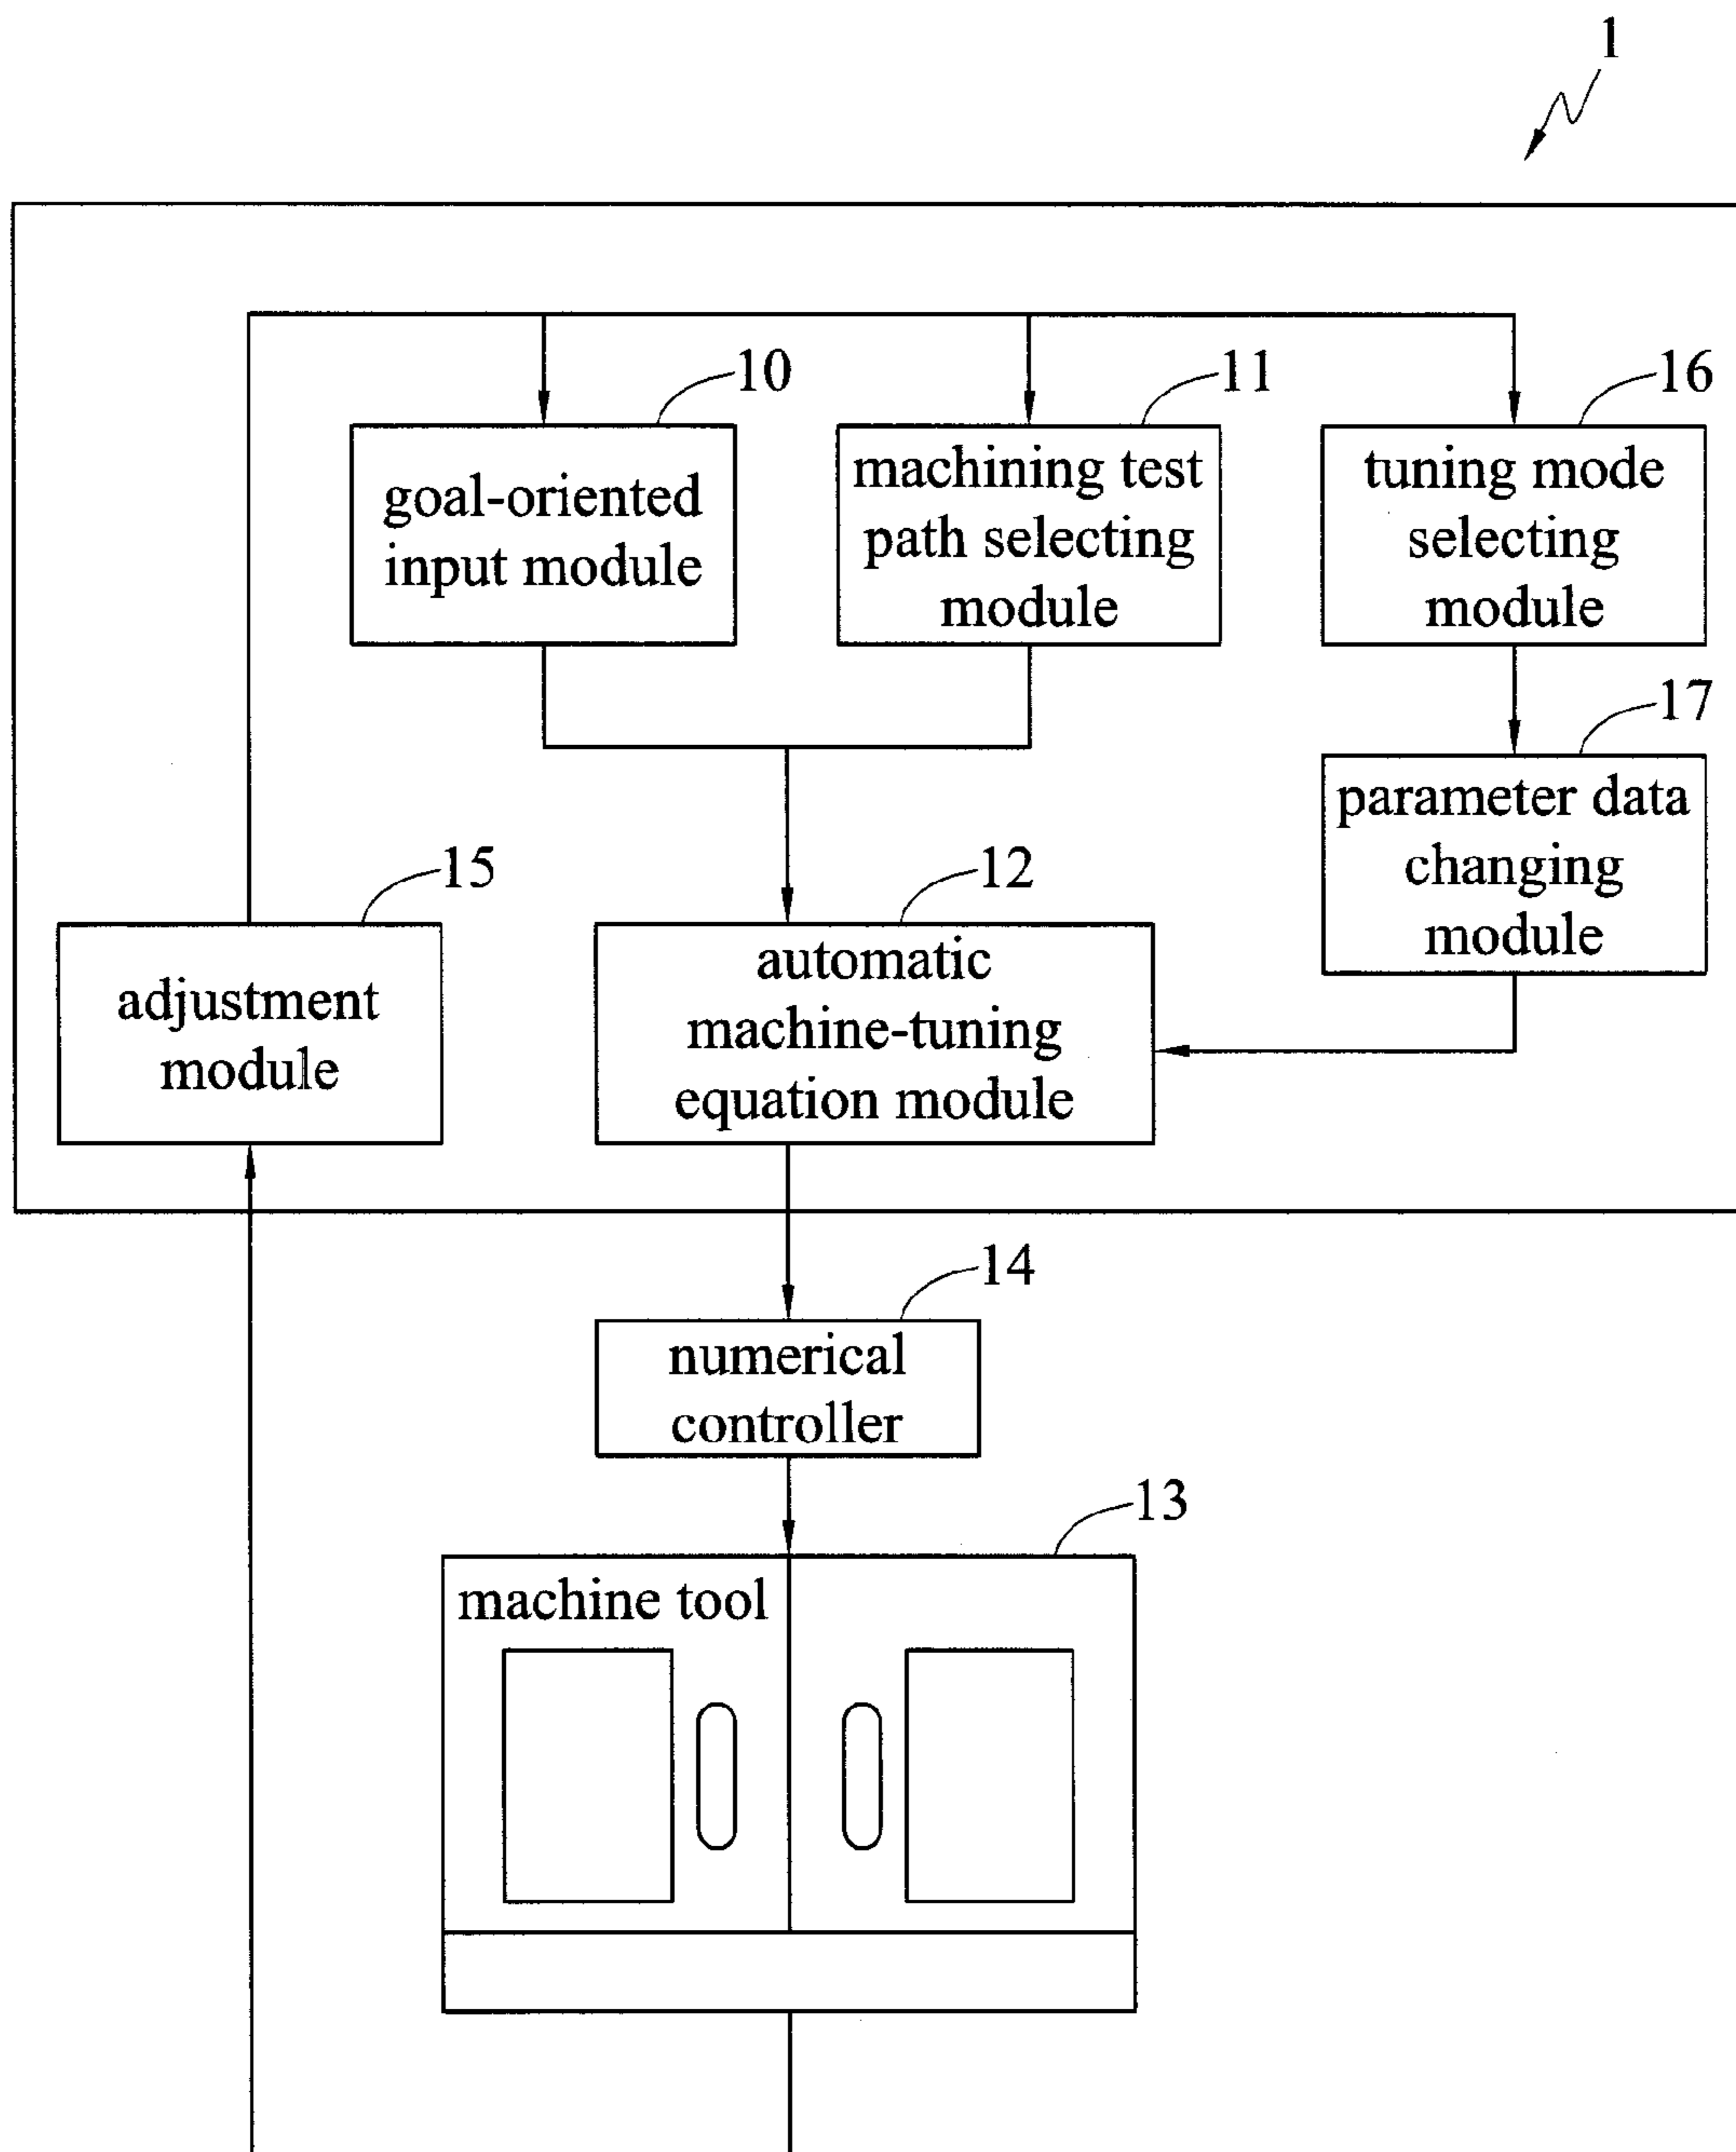 1
10
11
16
goal-oriented
input module
machining test
path selecting
module
tuning mode
selecting
module
17
parameter data
changing
module
15
12
adjustment
module
automatic
machine-tuning
equation module
14
numerical
controller
13
machine tool